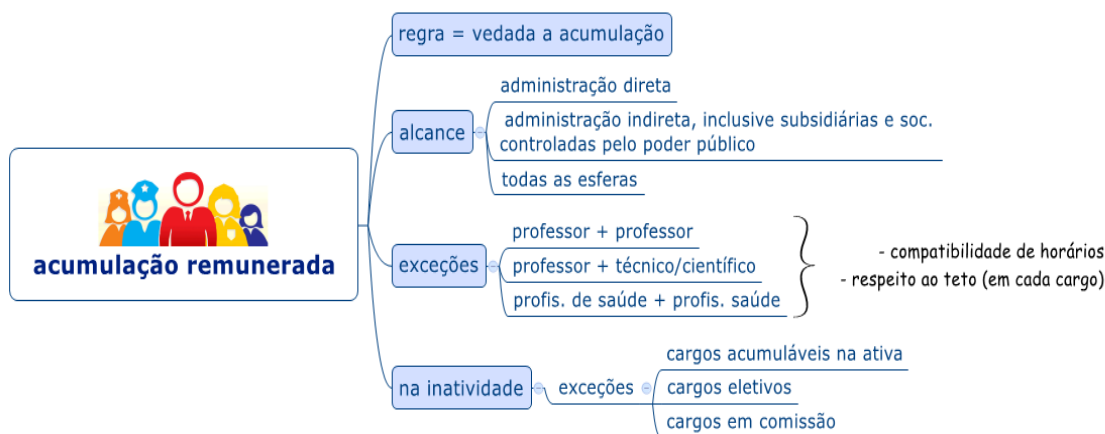 acumulação remunerada
regra = vedada a acumulação
alcance
administração direta
administração indireta, inclusive subsidiárias e soc.
controladas pelo poder público
todas as esferas
exceções
professor + professor
professor + técnico/científico
profis. de saúde + profis. saúde
- compatibilidade de horários
- respeito ao teto (em cada cargo)
na inatividade
exceções
cargos acumuláveis na ativa
cargos eletivos
cargos em comissão